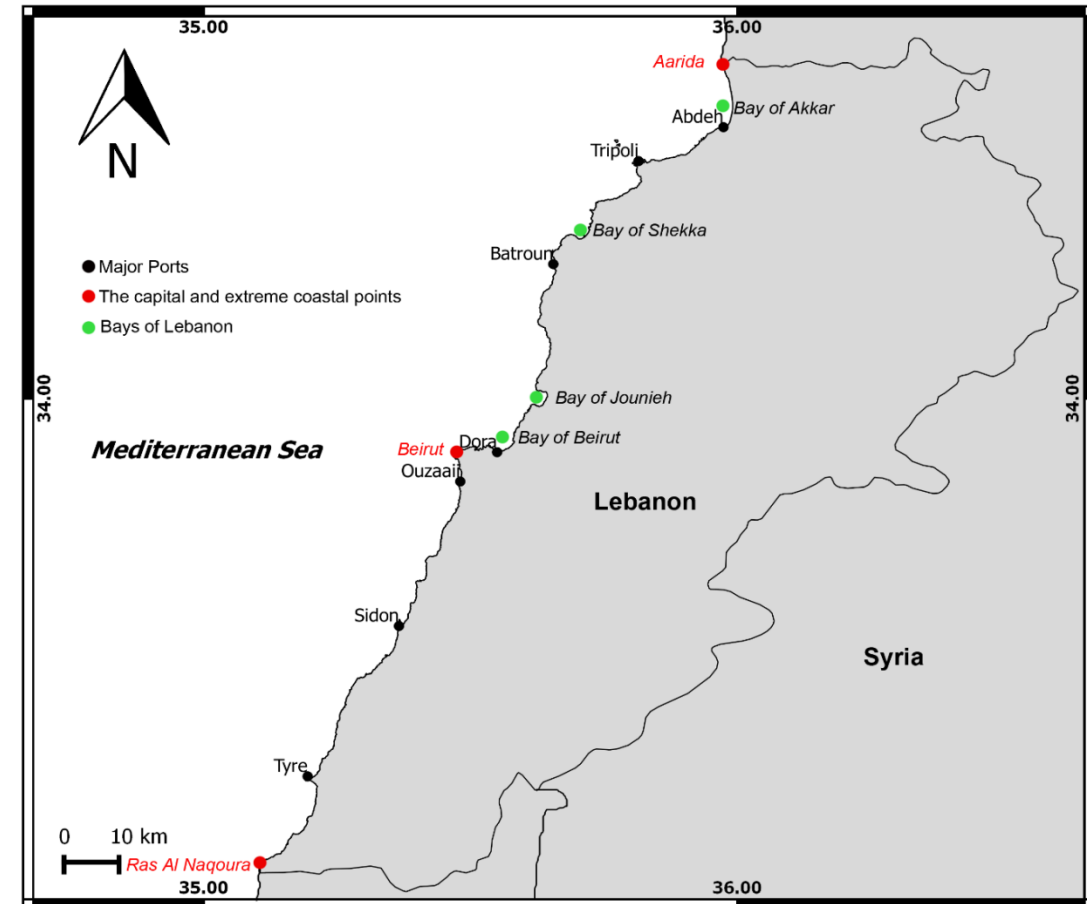 35.00
36.00
Aarida
Bay of Akkar
Abdeh
Tripoli
N
Bay of Shekka
Batroun
Major Ports
The capital and extreme coastal points
Bays of Lebanon
34.00
34.00
Bay of Jounieh
Mediterranean Sea
Beirut
Dora
Bay of Beirut
Ouzaaii
Lebanon
Sidon
Syria
Tyre
0 10 km
Ras Al Naqoura
35.00
36.00